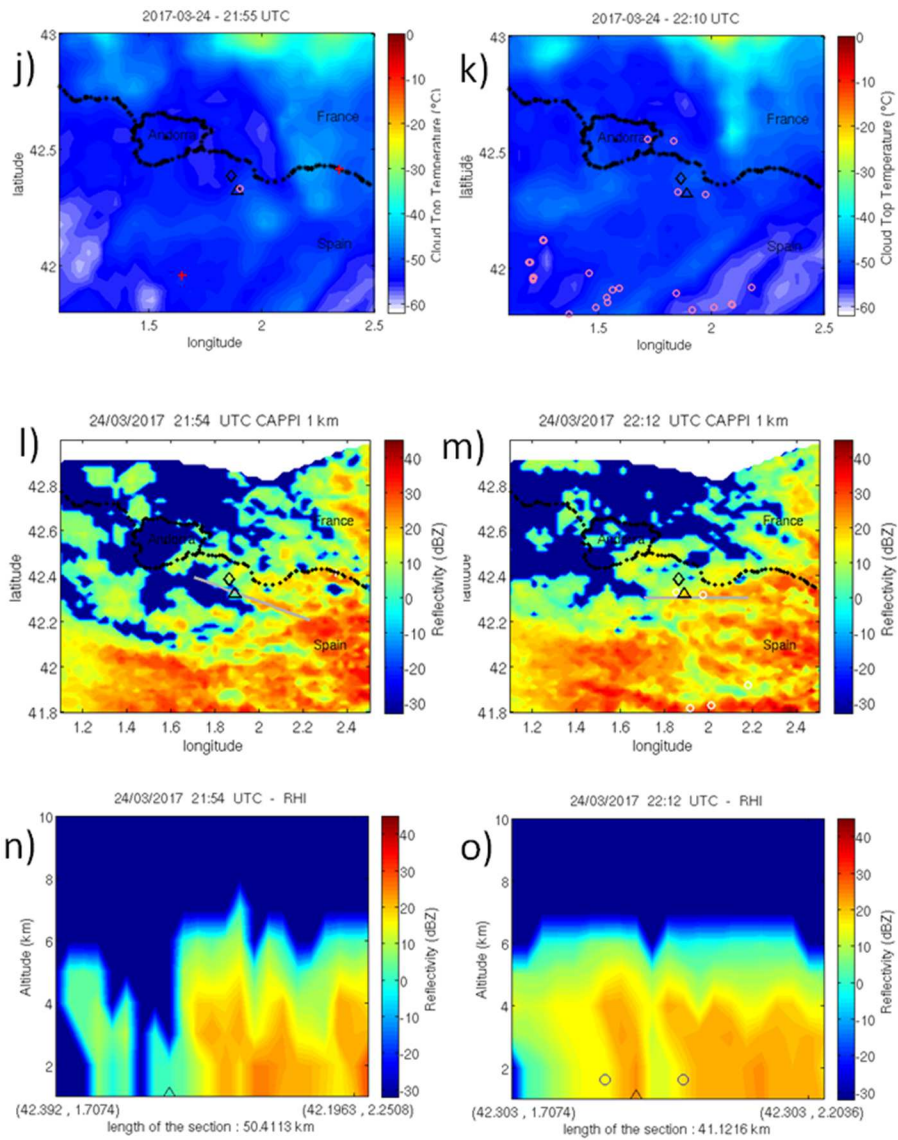 2017-03-24 - 21:55 UTC
j)
43
42.5
42
latitude
1.5
2
2.5
longitude
Andorra
France
Spain
0
-10
-20
-30
-40
-50
-60
Cloud Top Temperature (°C)
2017-03-24 - 22:10 UTC
k)
43
42.5
42
latitude
1.5
2
2.5
longitude
Andorra
France
Spain
0
-10
-20
-30
-40
-50
-60
Cloud Top Temperature (°C)
24/03/2017 21:54 UTC CAPPI 1 km
l)
42.8
42.6
42.4
42.2
42
41.8
latitude
1.2
1.4
1.6
1.8
2
2.2
2.4
longitude
Andorra
France
Spain
40
30
20
10
0
-10
-20
-30
Reflectivity (dBZ)
24/03/2017 22:12 UTC CAPPI 1 km
m)
42.8
42.6
42.4
42.2
42
41.8
latitude
1.2
1.4
1.6
1.8
2
2.2
2.4
longitude
Andorra
France
Spain
40
30
20
10
0
-10
-20
-30
Reflectivity (dBZ)
24/03/2017 21:54 UTC - RHI
n)
10
8
6
4
2
Altitude (km)
(42.392 , 1.7074)
(42.1963 , 2.2508)
length of the section : 50.4113 km
40
30
20
10
0
-10
-20
-30
Reflectivity (dBZ)
24/03/2017 22:12 UTC - RHI
o)
10
8
6
4
2
Altitude (km)
(42.303 , 1.7074)
(42.303 , 2.2036)
length of the section : 41.1216 km
40
30
20
10
0
-10
-20
-30
Reflectivity (dBZ)